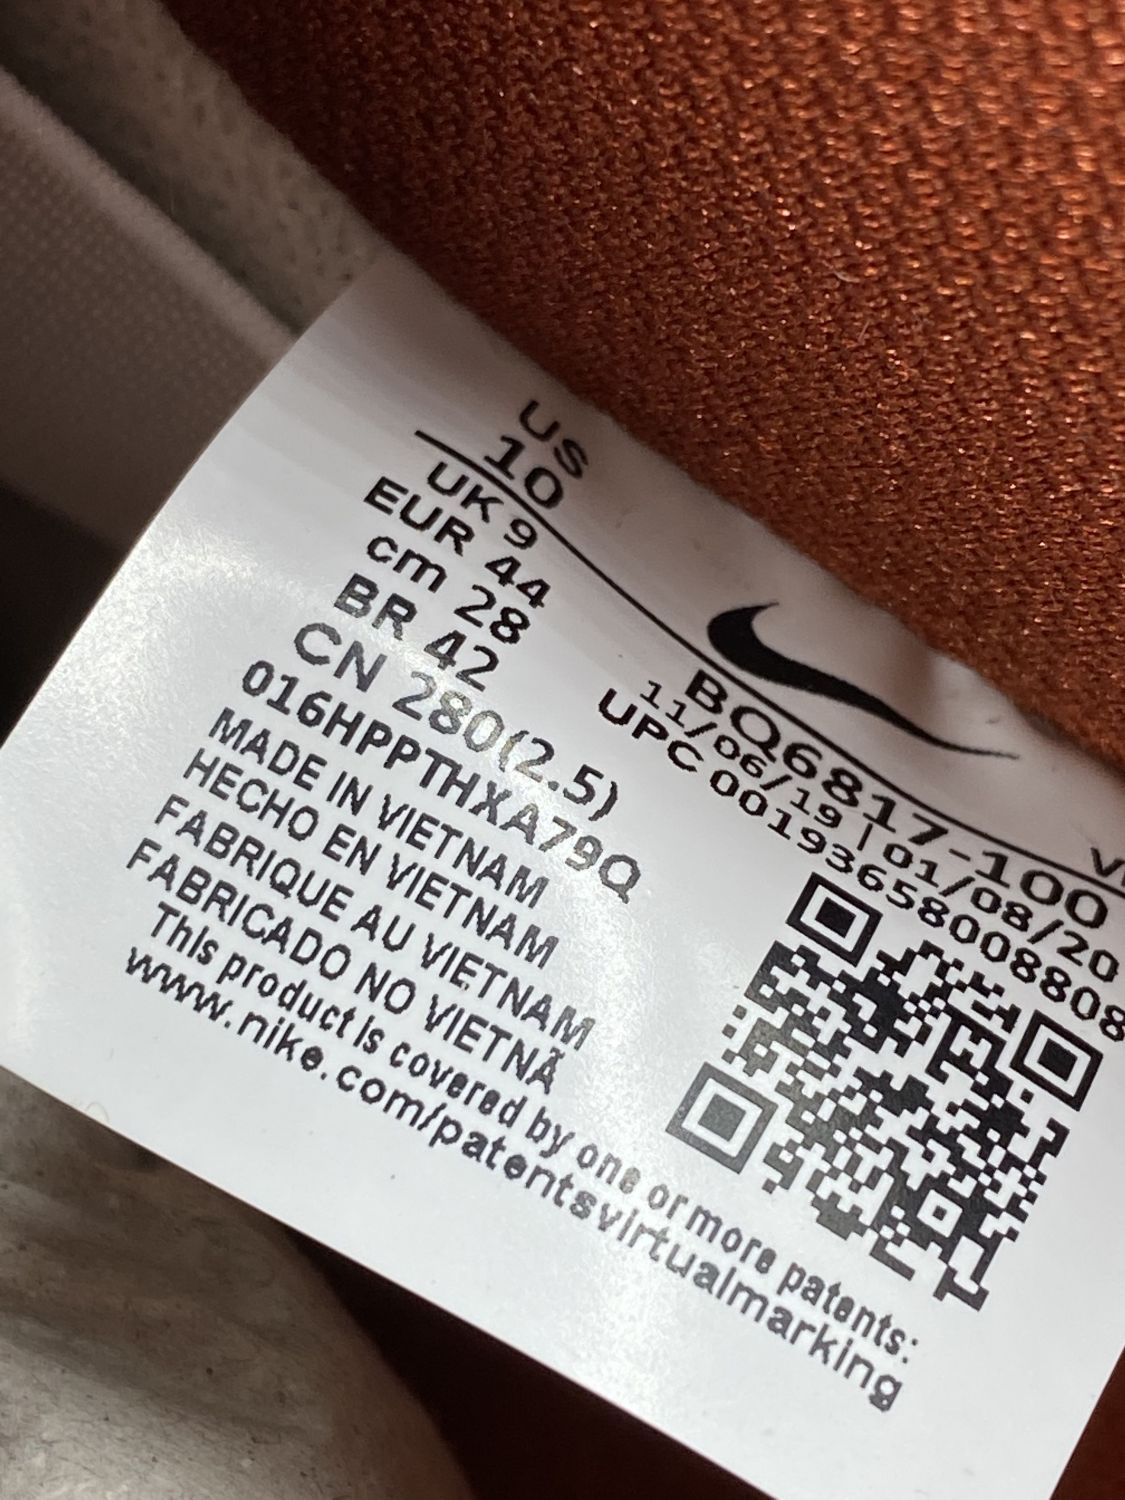 US
10
UK 9
EUR 44
cm 28
BR 42
CN 280(2.5)
016HPPTHXA79Q
MADE IN VIETNAM
HECHO EN VIETNAM
FABRIQUE AU VIETNAM
FABRICADO NO VIETNÃ
This product is covered by one or more patents:
www.nike.com/patentsvirtualmarking
BQ6817-100
11/06/19 | 01/08/20
UPC 00193658008808